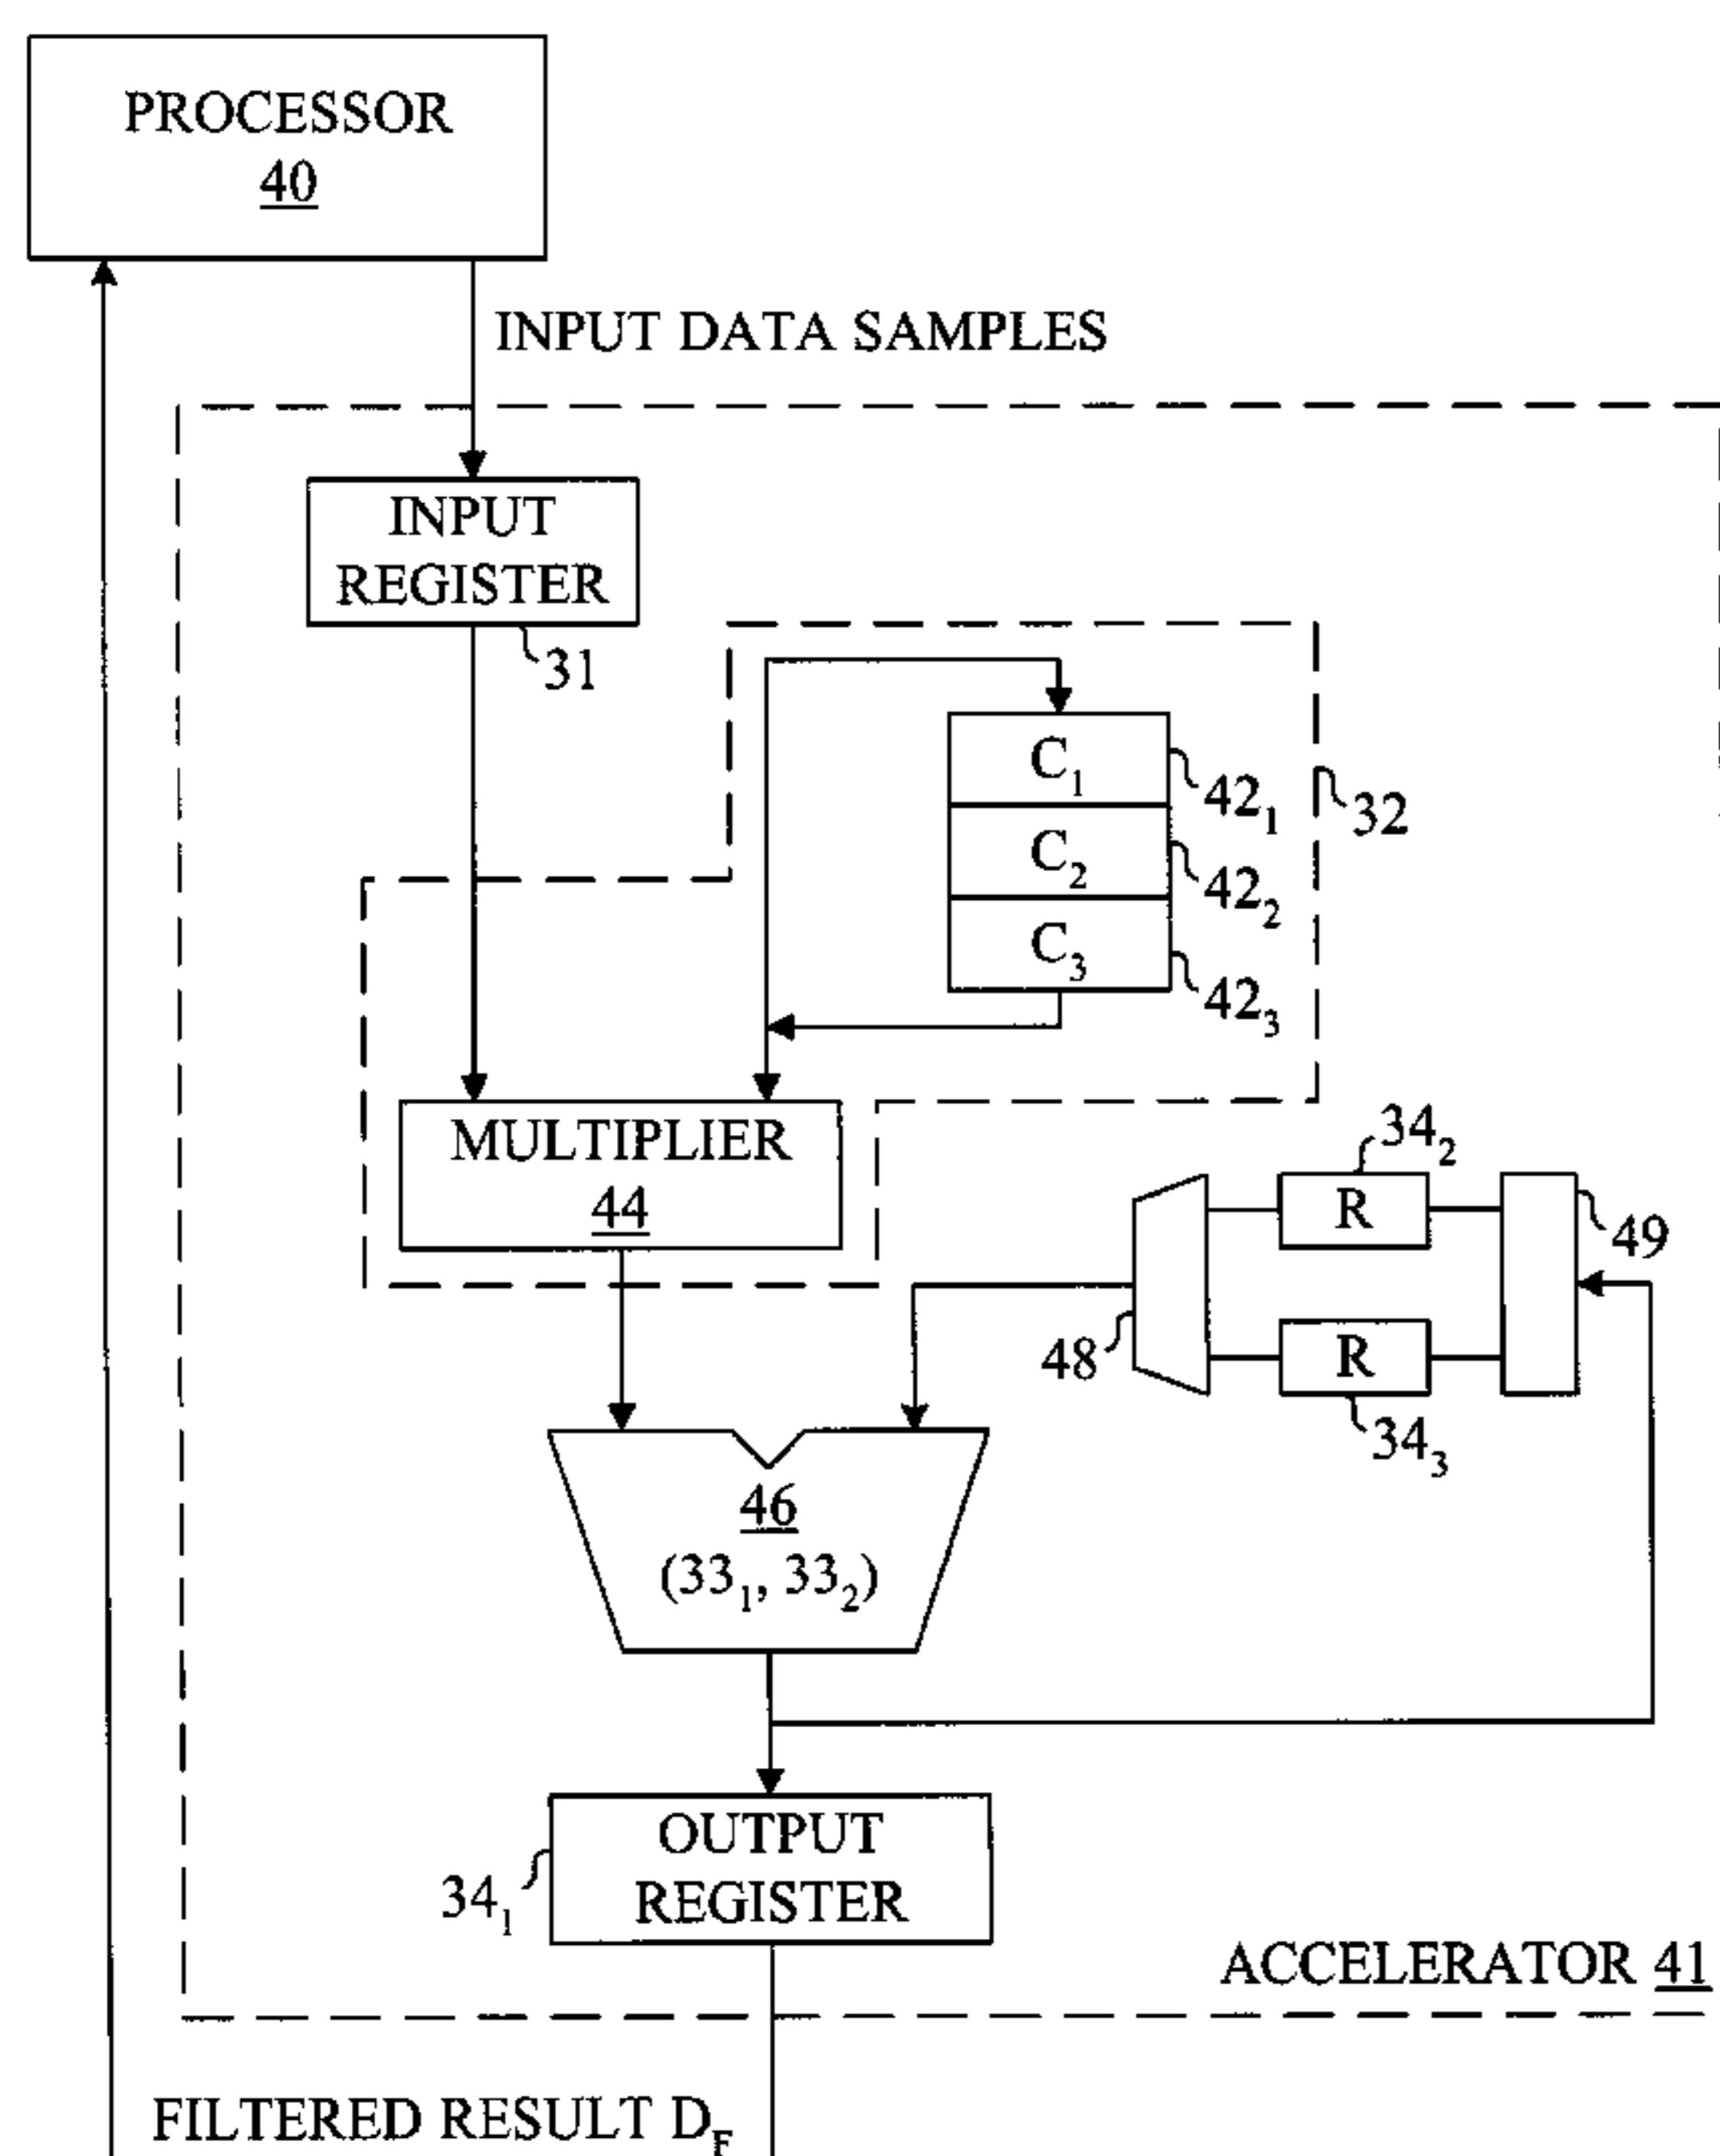 PROCESSOR
40
INPUT DATA SAMPLES
INPUT
REGISTER
31
C₁
42₁
32
C₂
42₂
C₃
42₃
MULTIPLIER
44
34₂
R
49
48
R
34₃
46
(33₁, 33₂)
OUTPUT
REGISTER
34₁
ACCELERATOR 41
FILTERED RESULT D_F